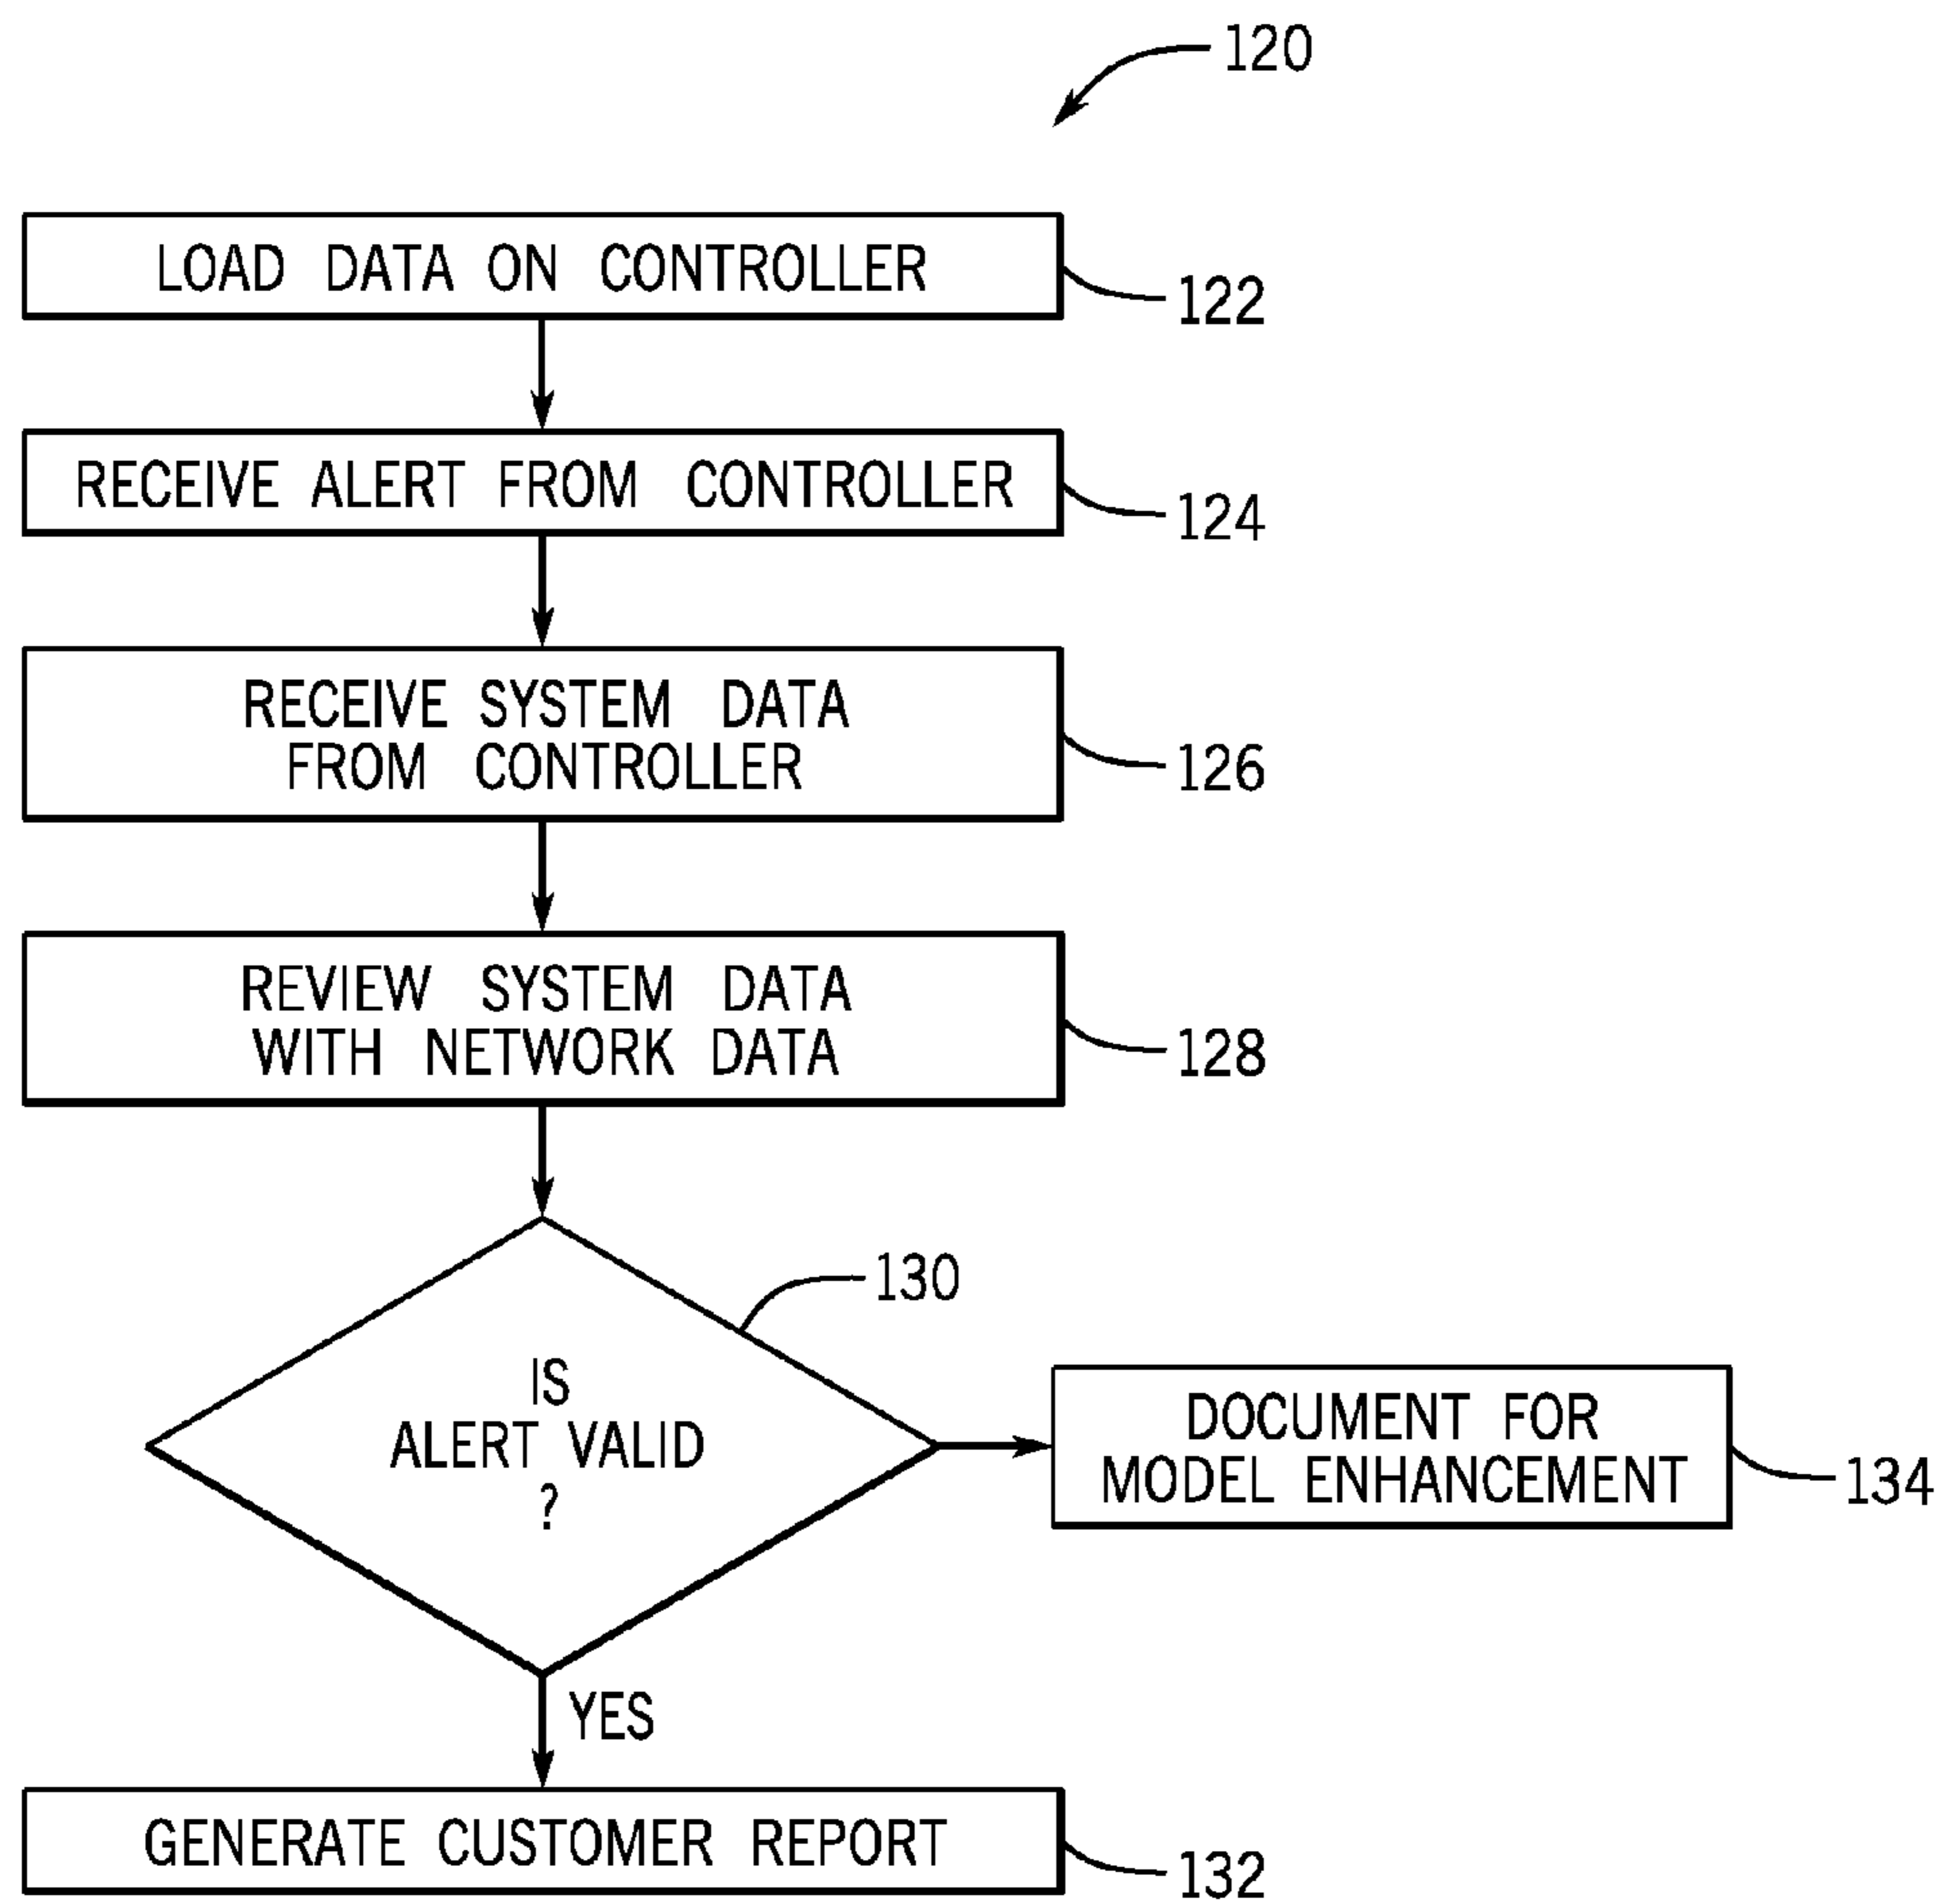 120
LOAD DATA ON CONTROLLER
122
RECEIVE ALERT FROM CONTROLLER
124
RECEIVE SYSTEM DATA
FROM CONTROLLER
126
REVIEW SYSTEM DATA
WITH NETWORK DATA
128
130
IS
ALERT VALID
?
DOCUMENT FOR
MODEL ENHANCEMENT
134
YES
GENERATE CUSTOMER REPORT
132